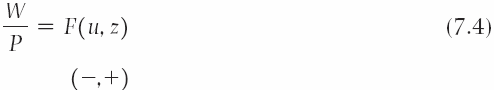 W/P = F(u, z) (7.4)
(−,+)